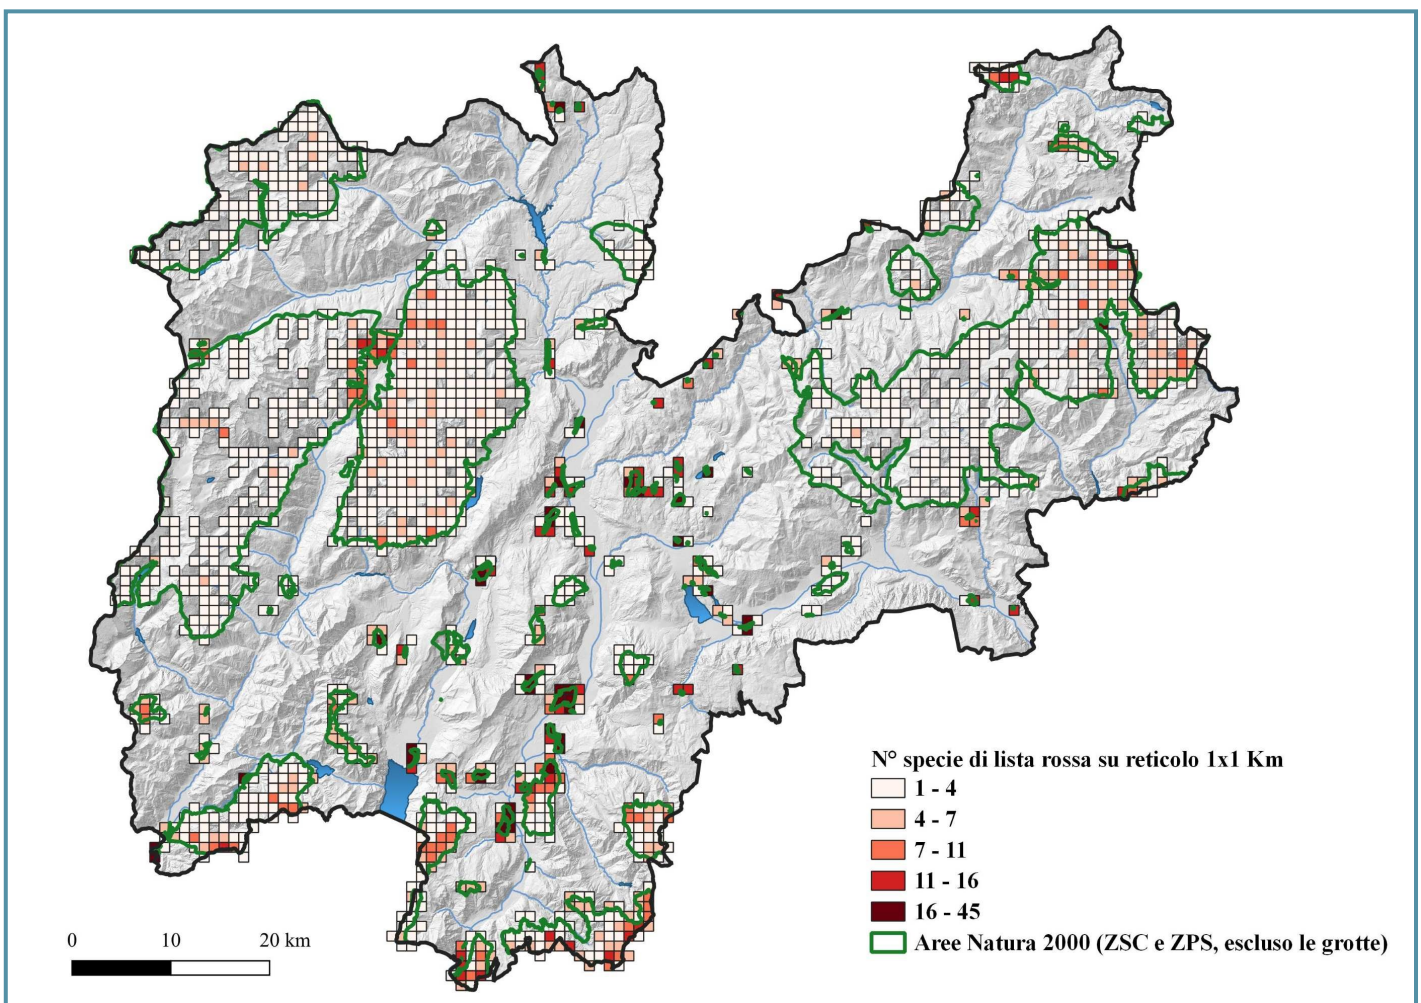 N° specie di lista rossa su reticolo 1x1 Km
1 - 4
4 - 7
7 - 11
11 - 16
16 - 45
Aree Natura 2000 (ZSC e ZPS, escluso le grotte)
0 10 20 km